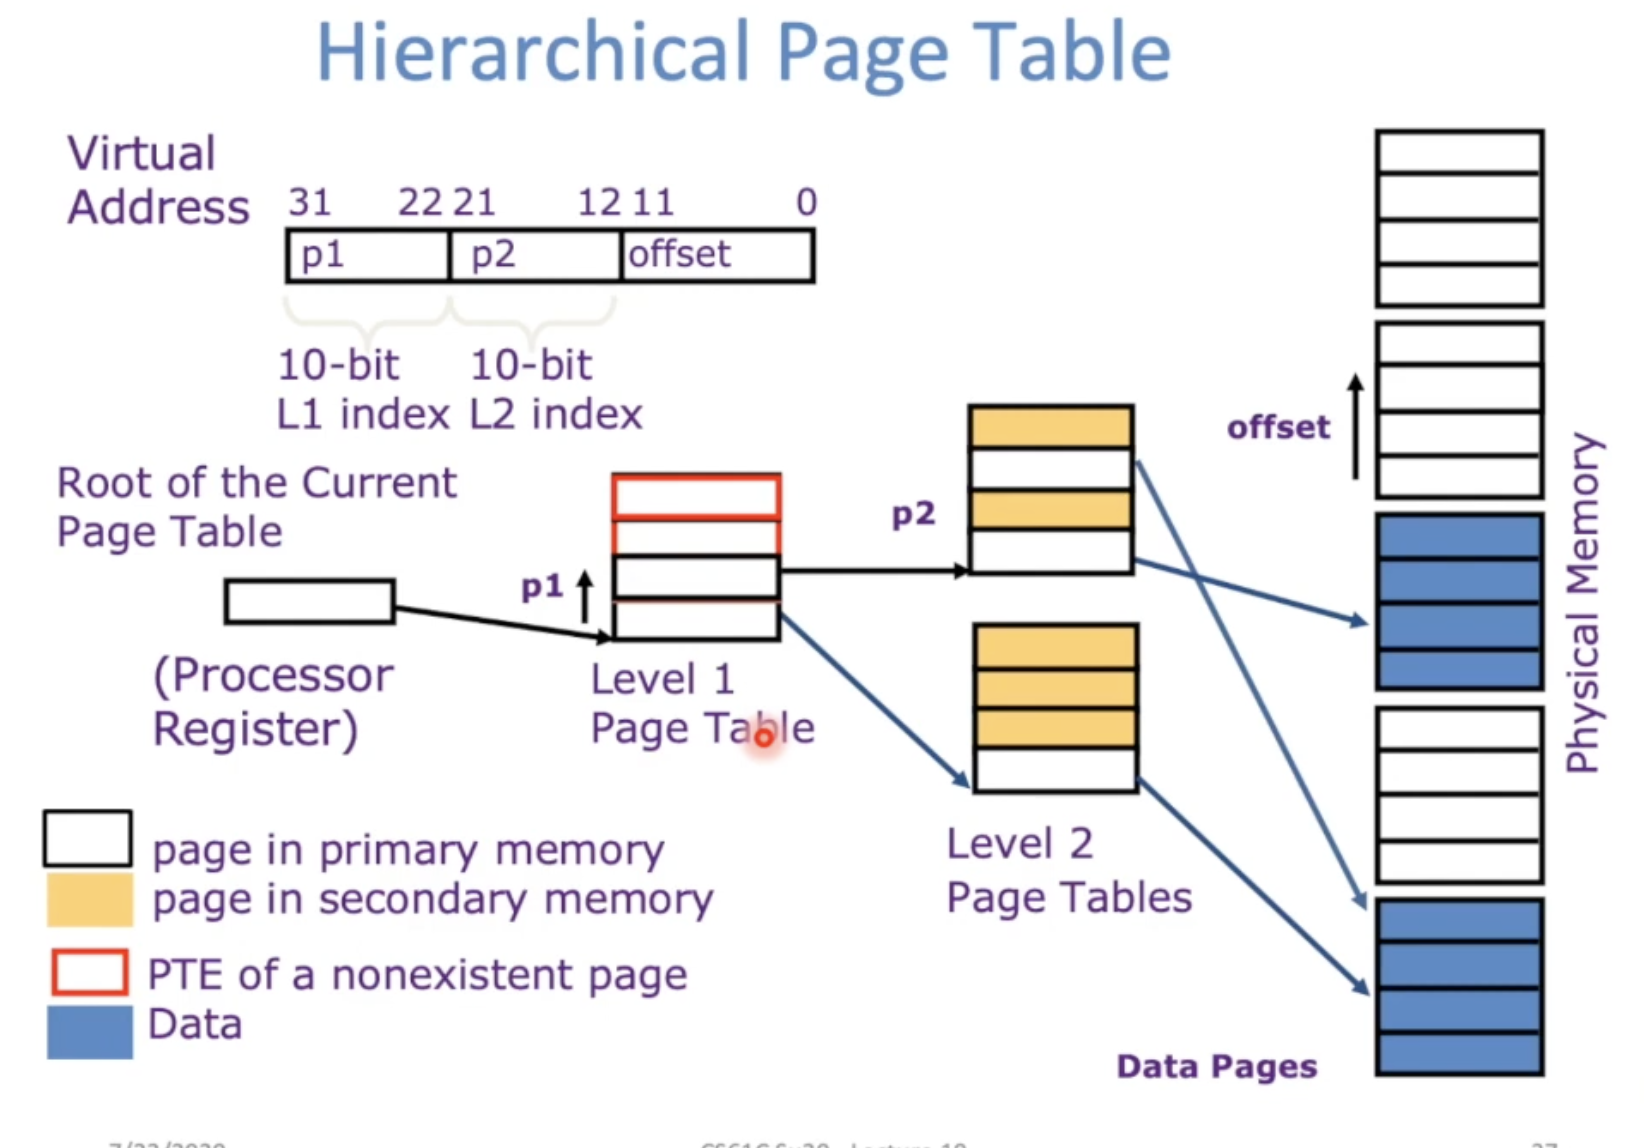 Hierarchical Page Table
Virtual
Address
31 22 21 12 11 0
p1 p2 offset
10-bit 10-bit
L1 index L2 index
Root of the Current
Page Table
(Processor
Register)
p1
Level 1
Page Table
p2
Level 2
Page Tables
offset
Physical Memory
Data Pages
page in primary memory
page in secondary memory
PTE of a nonexistent page
Data